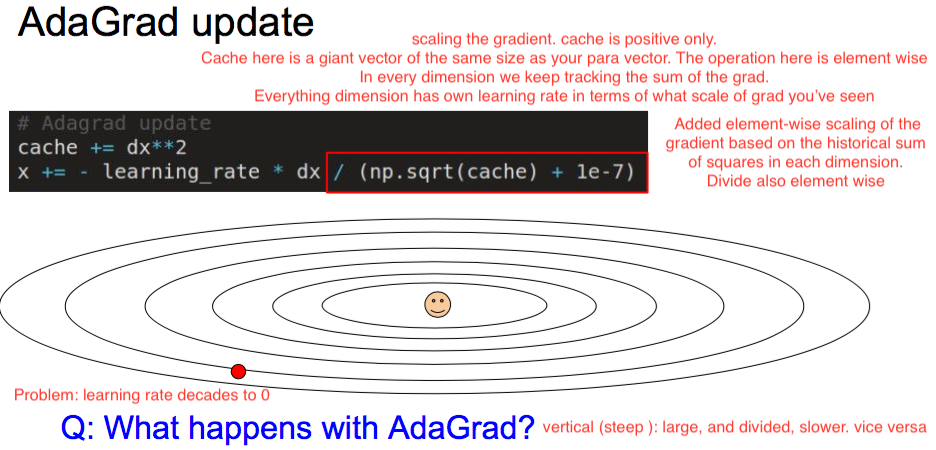 AdaGrad update
scaling the gradient. cache is positive only.
Cache here is a giant vector of the same size as your para vector. The operation here is element wise
In every dimension we keep tracking the sum of the grad.
Everything dimension has own learning rate in terms of what scale of grad you've seen
# Adagrad update
cache += dx**2
x += - learning_rate * dx / (np.sqrt(cache) + 1e-7)
Added element-wise scaling of the
gradient based on the historical sum
of squares in each dimension.
Divide also element wise
Problem: learning rate decades to 0
Q: What happens with AdaGrad?
vertical (steep ): large, and divided, slower. vice versa